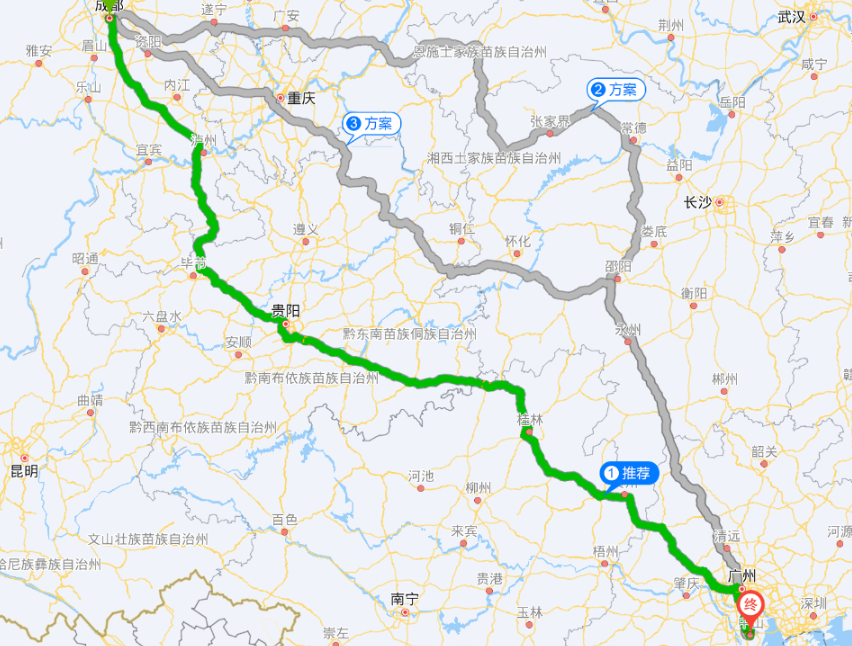 成都
遂宁
广安
荆州
武汉
雅安
眉山
资阳
恩施土家族苗族自治州
咸宁
乐山
内江
重庆
② 方案
岳阳
③ 方案
张家界
常德
宜宾
泸州
湘西土家族苗族自治州
益阳
长沙
遵义
铜仁
怀化
娄底
萍乡
宜春
新
昭通
毕节
邵阳
衡阳
六盘水
贵阳
安顺
黔东南苗族侗族自治州
永州
黔南布依族苗族自治州
郴州
曲靖
黔西南布依族苗族自治州
桂林
韶关
昆明
河池
柳州
① 推荐
百色
来宾
清远
河源
文山壮族苗族自治州
哈尼族彝族自治州
梧州
贵港
肇庆
广州
南宁
玉林
终
深圳
崇左